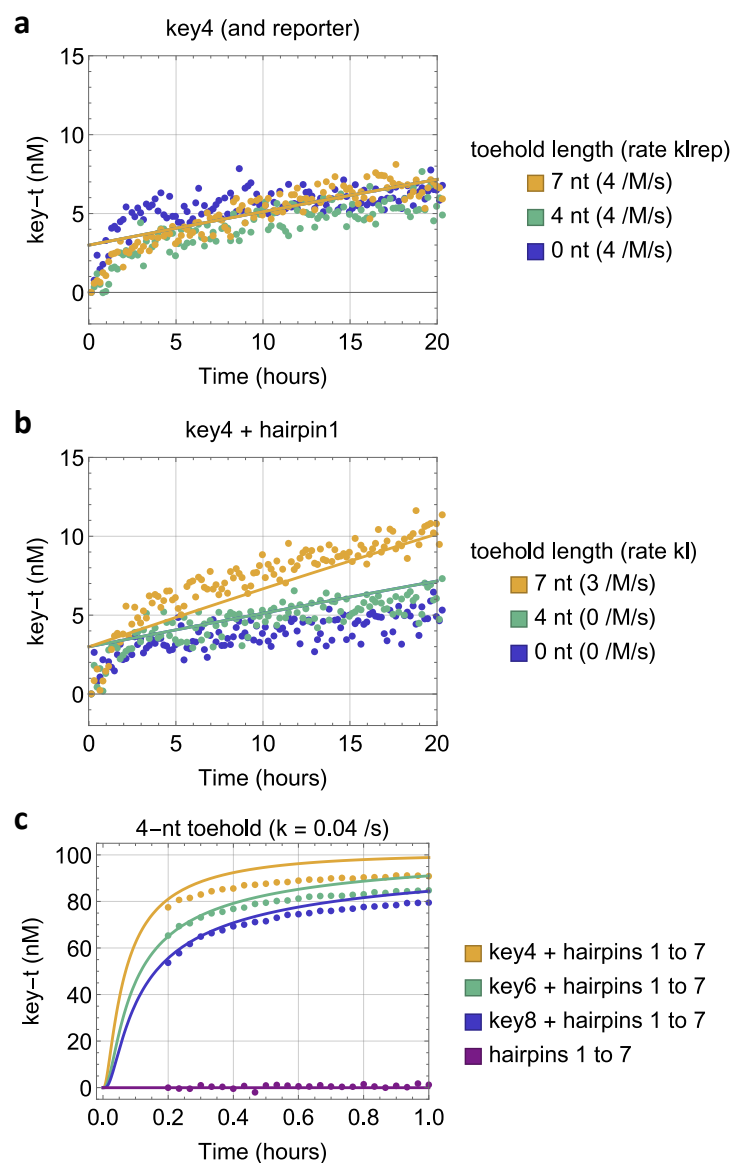 a
key4 (and reporter)
15
10
5
0
key−t (nM)
0 5 10 15 20
Time (hours)
toehold length (rate klrep)
7 nt (4 /M/s)
4 nt (4 /M/s)
0 nt (4 /M/s)
b
key4 + hairpin1
15
10
5
0
key−t (nM)
0 5 10 15 20
Time (hours)
toehold length (rate kl)
7 nt (3 /M/s)
4 nt (0 /M/s)
0 nt (0 /M/s)
c
4−nt toehold (k = 0.04 /s)
100
80
60
40
20
0
key−t (nM)
0.0 0.2 0.4 0.6 0.8 1.0
Time (hours)
key4 + hairpins 1 to 7
key6 + hairpins 1 to 7
key8 + hairpins 1 to 7
hairpins 1 to 7